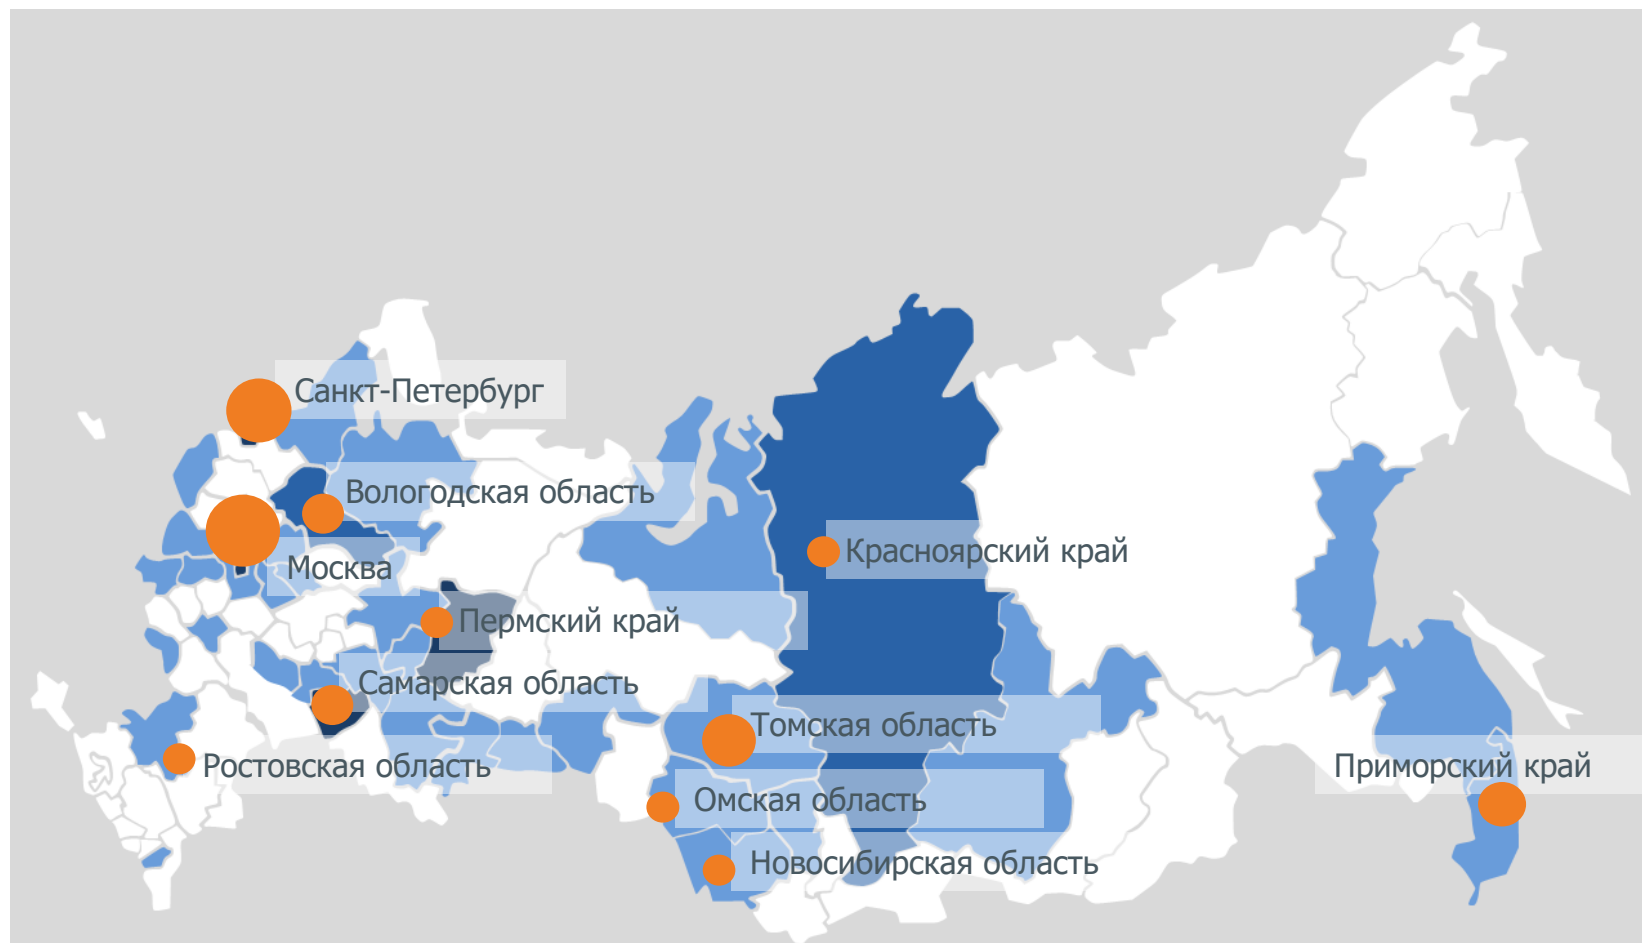 Санкт-Петербург
Вологодская область
Красноярский край
Москва
Пермский край
Самарская область
Томская область
Ростовская область
Приморский край
Омская область
Новосибирская область